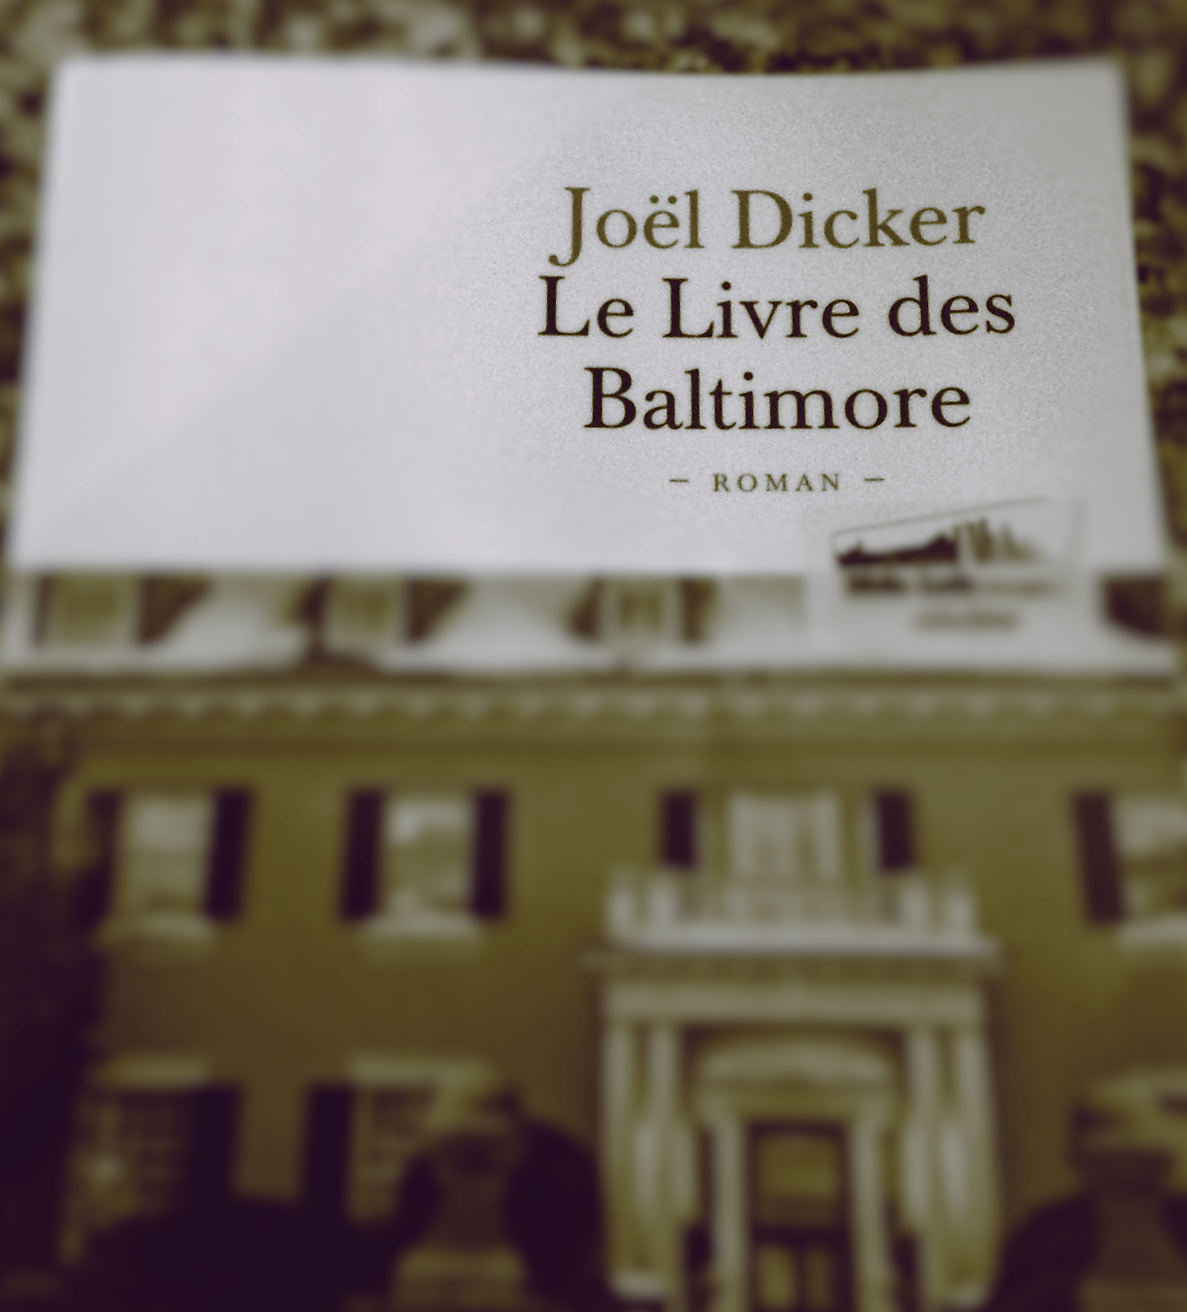 Joël Dicker
Le Livre des
Baltimore
– ROMAN –